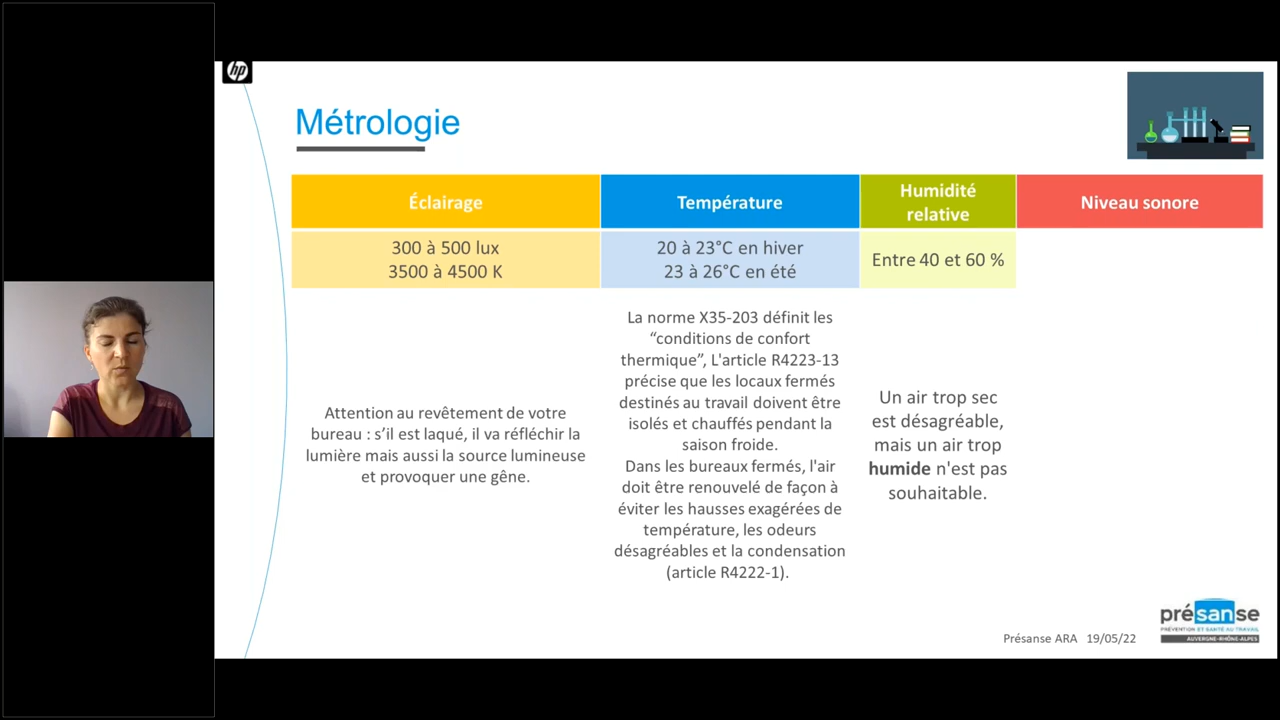 hp
Métrologie
Éclairage
Température
Humidité
relative
Niveau sonore
300 à 500 lux
3500 à 4500 K
20 à 23°C en hiver
23 à 26°C en été
Entre 40 et 60 %
Attention au revêtement de votre
bureau : s’il est laqué, il va réfléchir la
lumière mais aussi la source lumineuse
et provoquer une gêne.
La norme X35-203 définit les
“conditions de confort
thermique”, L'article R4223-13
précise que les locaux fermés
destinés au travail doivent être
isolés et chauffés pendant la
saison froide.
Dans les bureaux fermés, l'air
doit être renouvelé de façon à
éviter les hausses exagérées de
température, les odeurs
désagréables et la condensation
(article R4222-1).
Un air trop sec
est désagréable,
mais un air trop
humide n'est pas
souhaitable.
Présanse ARA 19/05/22
présanse
PRÉVENTION ET SANTÉ AU TRAVAIL
AUVERGNE-RHÔNE-ALPES